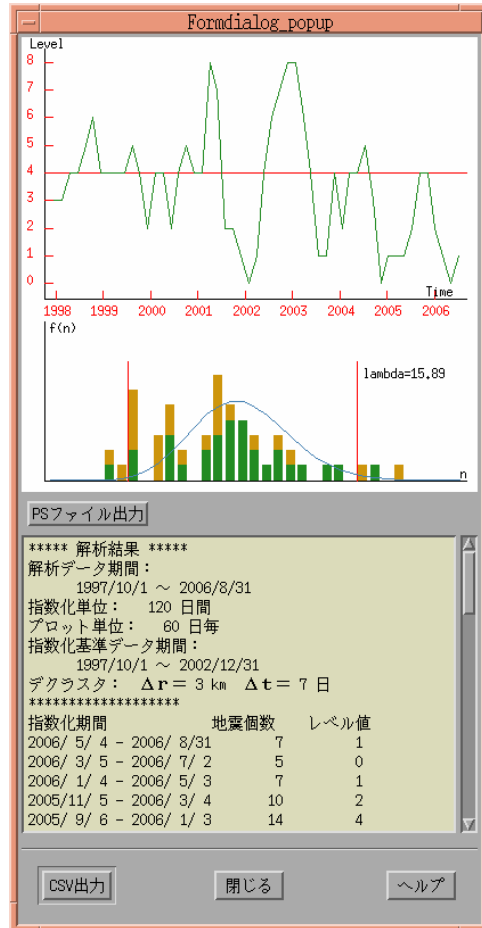 Formdialog_popup
Level
8
7
6
5
4
3
2
1
0
Time
1998 1999 2000 2001 2002 2003 2004 2005 2006
f(n)
lambda=15.89
n
PSファイル出力
***** 解析結果 *****
解析データ期間：
1997/10/1 ～ 2006/8/31
指数化単位： 120 日間
プロット単位： 60 日毎
指数化基準データ期間：
1997/10/1 ～ 2002/12/31
デクラスタ： Δr＝ 3 km Δt＝ 7 日
*******************
指数化期間 地震個数 レベル値
2006/ 5/ 4 - 2006/ 8/31 7 1
2006/ 3/ 5 - 2006/ 7/ 2 5 0
2006/ 1/ 4 - 2006/ 5/ 3 7 1
2005/11/ 5 - 2006/ 3/ 4 10 2
2005/ 9/ 6 - 2006/ 1/ 3 14 4
CSV出力 閉じる ヘルプ